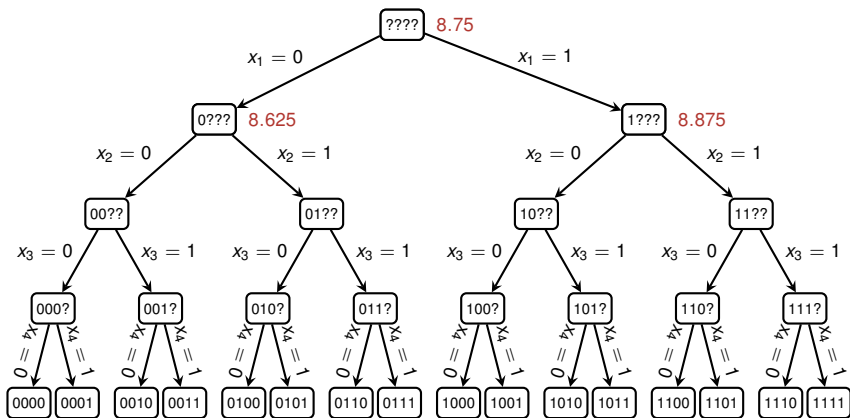 ???? 8.75
x₁ = 0 x₁ = 1
0??? 8.625 1??? 8.875
x₂ = 0 x₂ = 1 x₂ = 0 x₂ = 1
00?? 01?? 10?? 11??
x₃ = 0 x₃ = 1 x₃ = 0 x₃ = 1 x₃ = 0 x₃ = 1 x₃ = 0 x₃ = 1
000? 001? 010? 011? 100? 101? 110? 111?
x₄ = 0 x₄ = 1 x₄ = 0 x₄ = 1 x₄ = 0 x₄ = 1 x₄ = 0 x₄ = 1 x₄ = 0 x₄ = 1 x₄ = 0 x₄ = 1 x₄ = 0 x₄ = 1 x₄ = 0 x₄ = 1
0000 0001 0010 0011 0100 0101 0110 0111 1000 1001 1010 1011 1100 1101 1110 1111